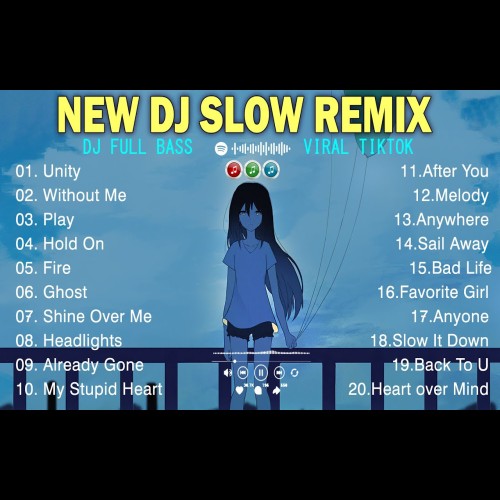 NEW DJ SLOW REMIX
DJ FULL BASS
VIRAL TIKTOK
01. Unity
02. Without Me
03. Play
04. Hold On
05. Fire
06. Ghost
07. Shine Over Me
08. Headlights
09. Already Gone
10. My Stupid Heart
11.After You
12.Melody
13.Anywhere
14.Sail Away
15.Bad Life
16.Favorite Girl
17.Anyone
18.Slow It Down
19.Back To U
20.Heart over Mind